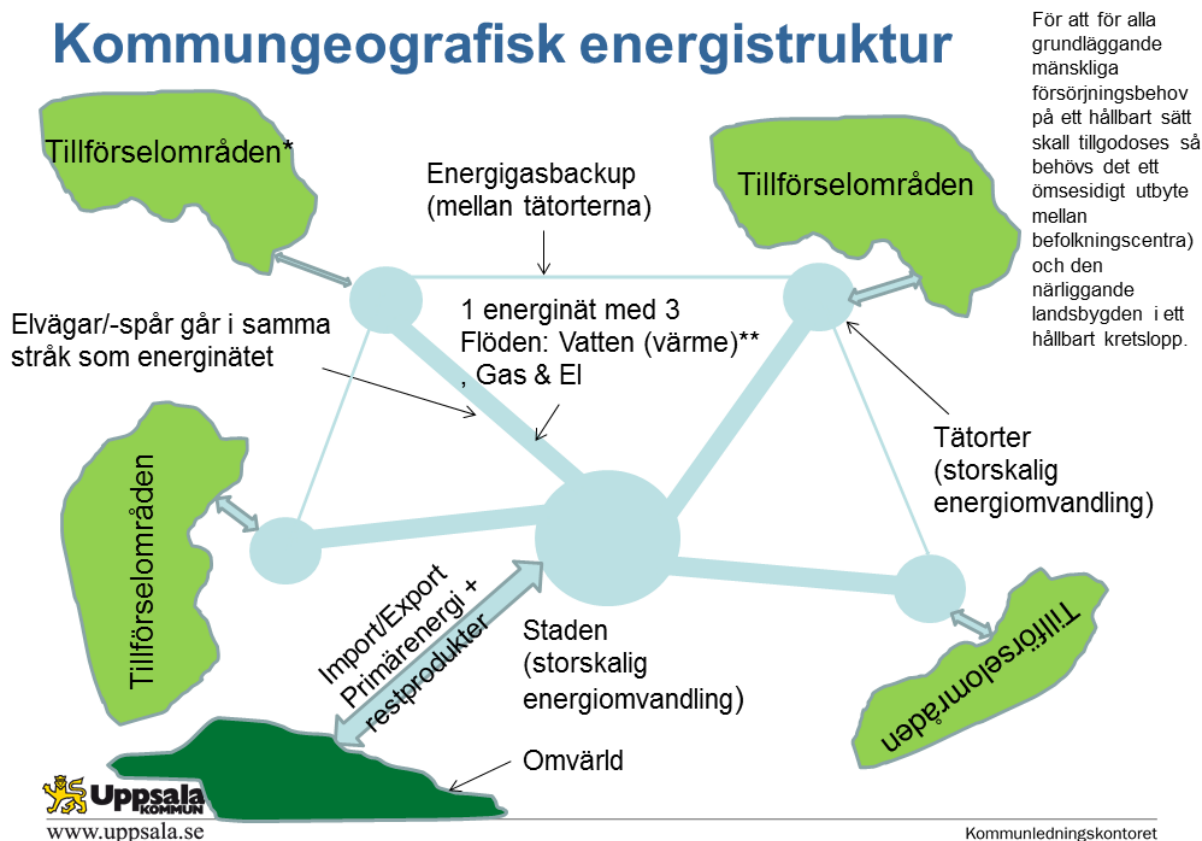 Kommungeografisk energistruktur
För att för alla
grundläggande
mänskliga
försörjningsbehov
på ett hållbart sätt
skall tillgodoses så
behövs det ett
ömsesidigt utbyte
mellan
befolkningscentra)
och den
närliggande
landsbygden i ett
hållbart kretslopp.
Tillförselområden*
Energigasbackup
(mellan tätorterna)
Tillförselområden
Elvägar/-spår går i samma
stråk som energinätet
1 energinät med 3
Flöden: Vatten (värme)**
, Gas & El
Tätorter
(storskalig
energiomvandling)
Tillförselområden
Import/Export
Primärenergi +
restprodukter
Staden
(storskalig
energiomvandling)
Tillförselområden
Omvärld
Uppsala
KOMMUN
www.uppsala.se
Kommunledningskontoret